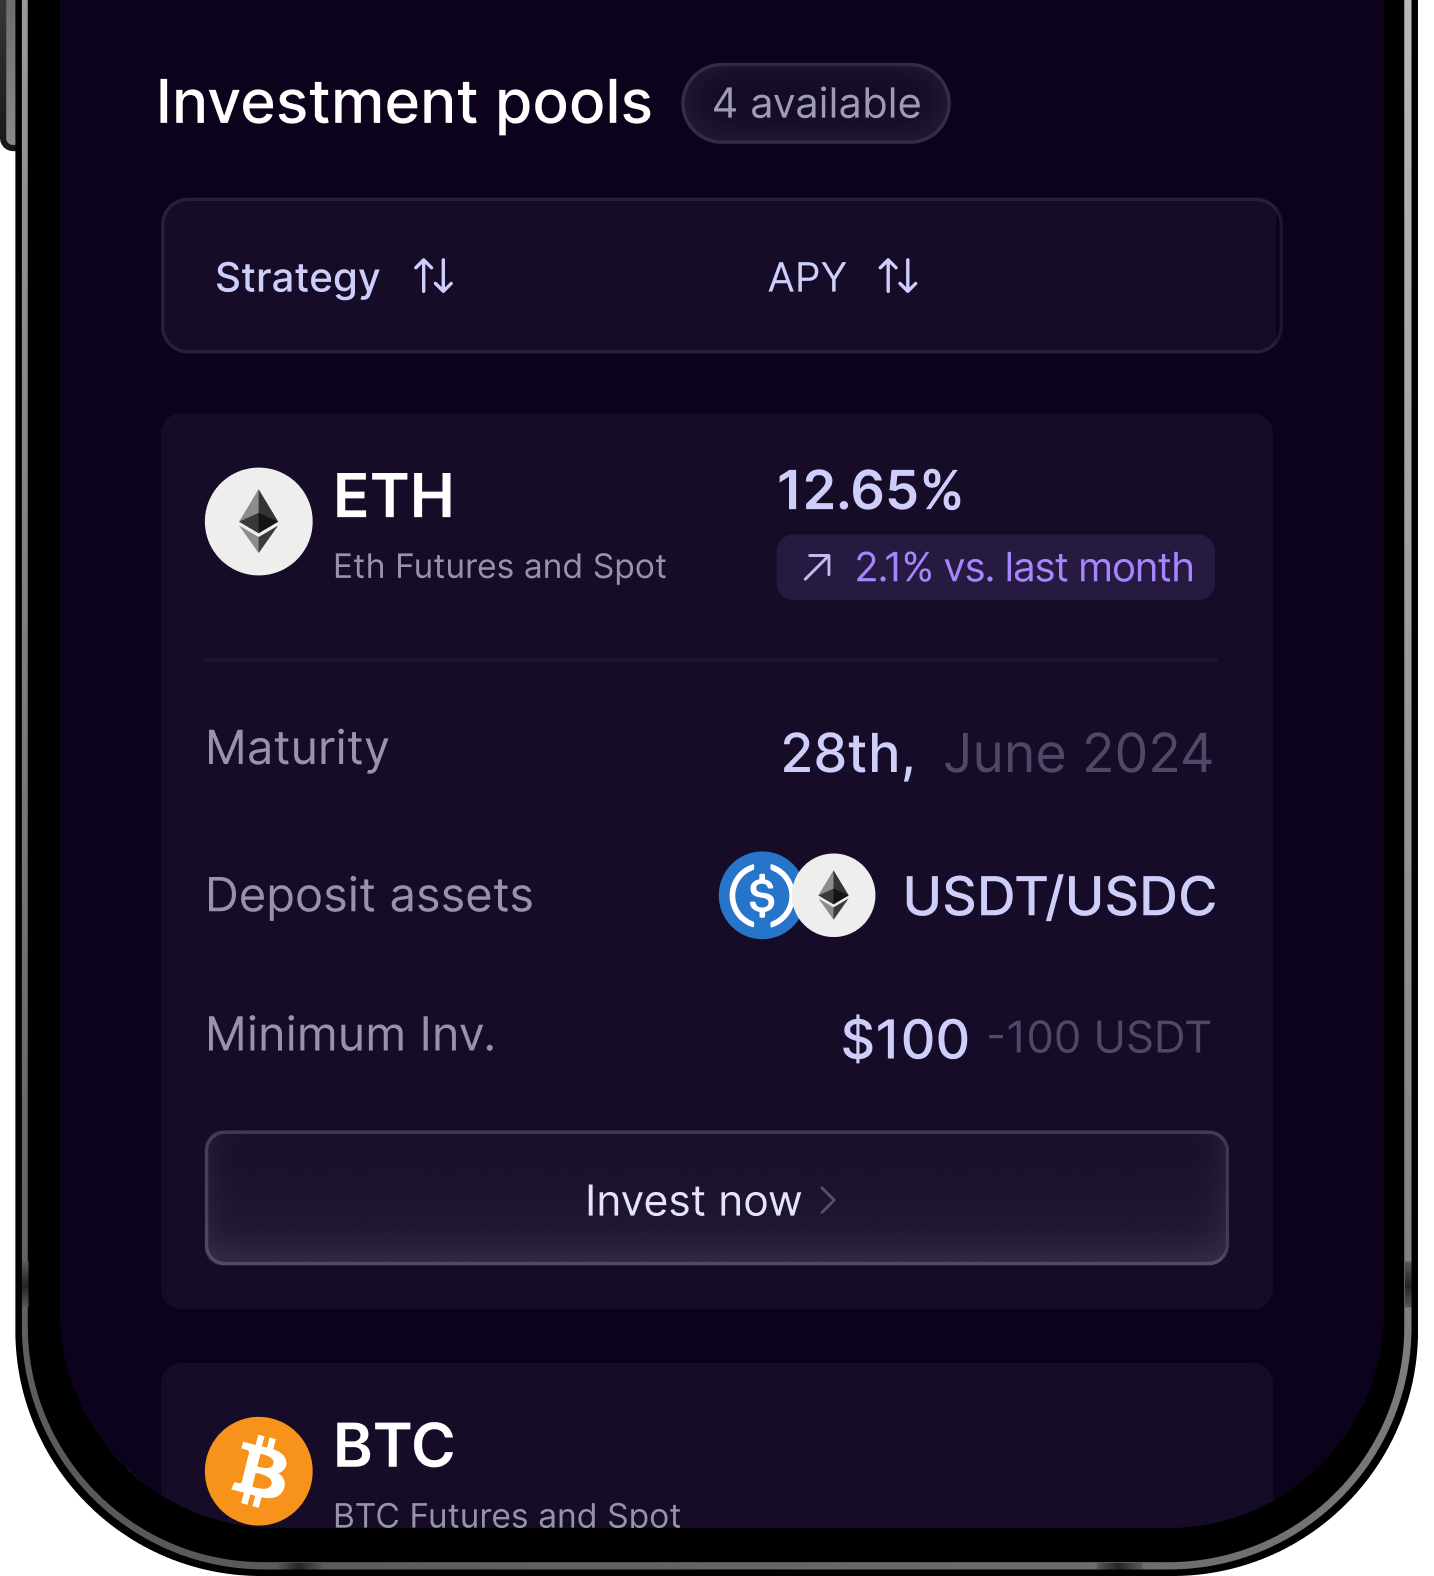 Investment pools 4 available
Strategy APY
ETH 12.65%
Eth Futures and Spot 2.1% vs. last month
Maturity 28th, June 2024
Deposit assets USDT/USDC
Minimum Inv. $100 -100 USDT
Invest now
BTC
BTC Futures and Spot